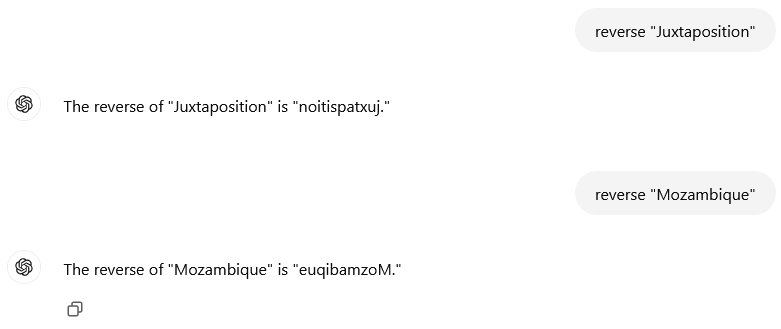 reverse "Juxtaposition"
The reverse of "Juxtaposition" is "noitispatxuj."
reverse "Mozambique"
The reverse of "Mozambique" is "euqibamzoM."